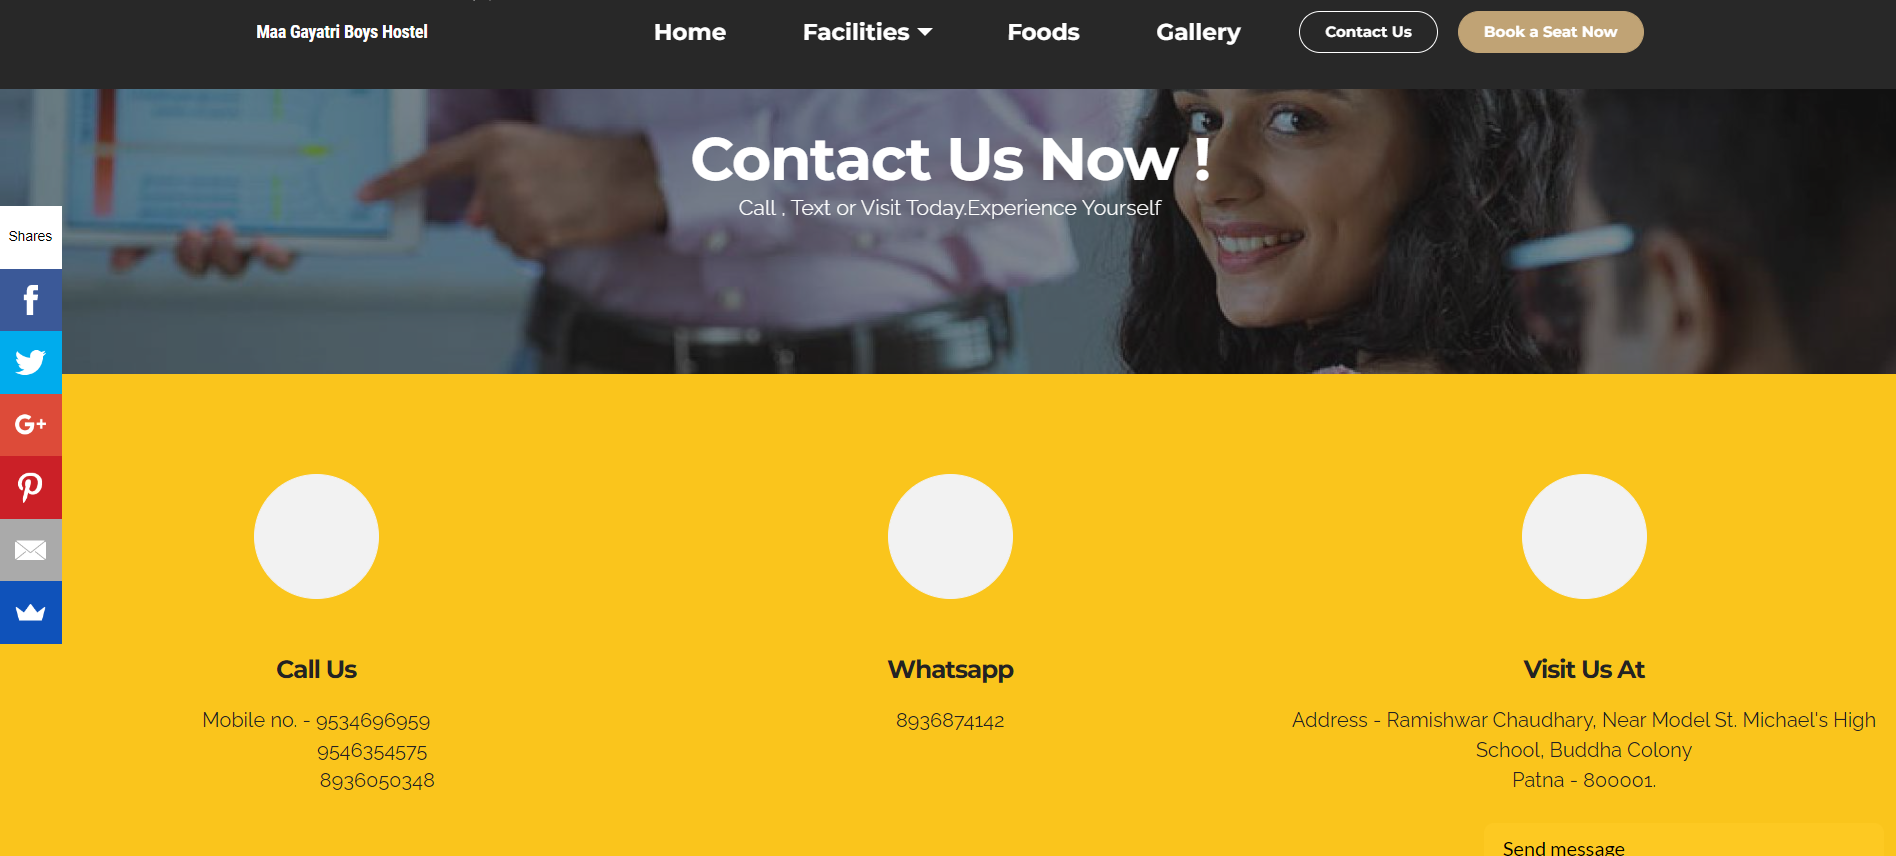 Maa Gayatri Boys Hostel
Home
Facilities
Foods
Gallery
Contact Us
Book a Seat Now
Contact Us Now !
Call , Text or Visit Today.Experience Yourself
Shares
Call Us
Mobile no. - 9534696959
9546354575
8936050348
Whatsapp
8936874142
Visit Us At
Address - Ramishwar Chaudhary, Near Model St. Michael's High
School, Buddha Colony
Patna - 800001.
Send message